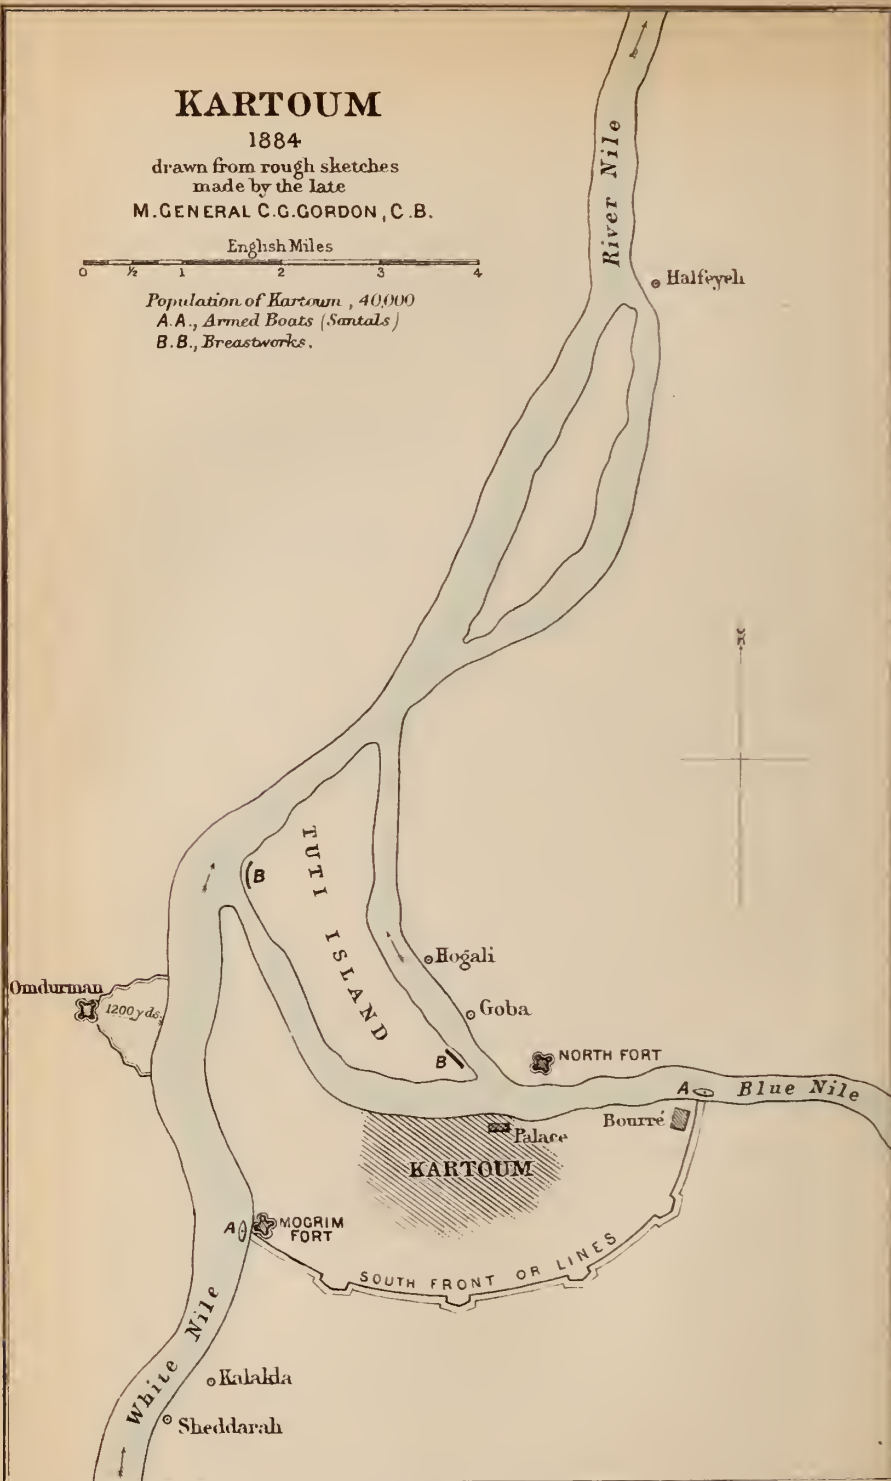 KARTOUM
1884
drawn from rough sketches
made by the late
M. GENERAL C.G. GORDON, C.B.
English Miles
0 ½ 1 2 3 4
Population of Kartoum, 40,000
A.A., Armed Boats (Santals)
B.B., Breastworks.
River Nile
Halfeyeh
N
TUTI ISLAND
B
Hogali
Omdurman
1200 yds.
Goba
B
NORTH FORT
A
Blue Nile
Bourré
Palace
KARTOUM
A
MOGRIM
FORT
SOUTH FRONT OR LINES
White Nile
Kalakla
Sheddarah